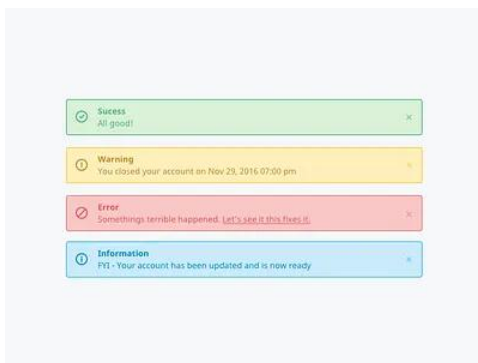 Sucess
All good!
Warning
You closed your account on Nov 29, 2016 07:00 pm
Error
Somethings terrible happened. Let's see it this fixes it.
Information
FYI - Your account has been updated and is now ready